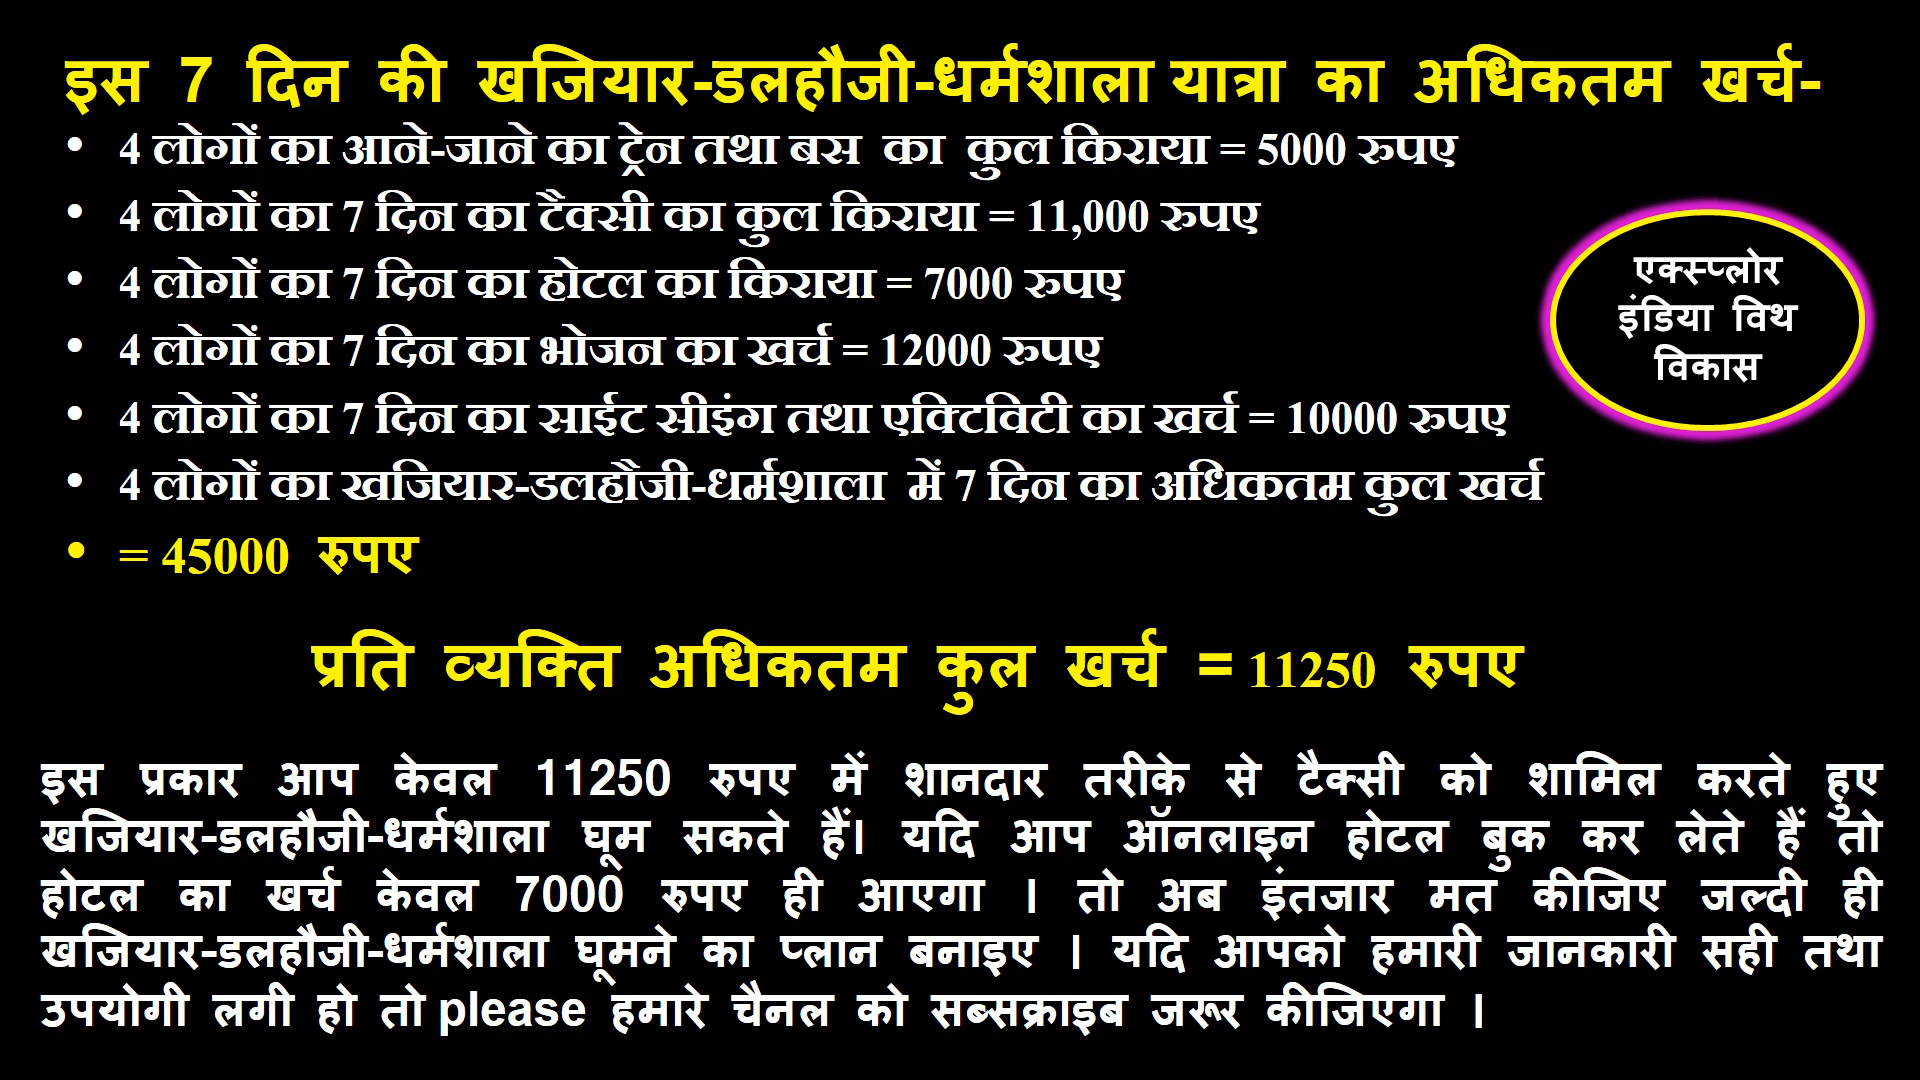 इस 7 दिन की खजियार-डलहौजी-धर्मशाला यात्रा का अधिकतम खर्च-
• 4 लोगों का आने-जाने का ट्रेन तथा बस का कुल किराया = 5000 रुपए
• 4 लोगों का 7 दिन का टैक्सी का कुल किराया = 11,000 रुपए
• 4 लोगों का 7 दिन का होटल का किराया = 7000 रुपए
• 4 लोगों का 7 दिन का भोजन का खर्च = 12000 रुपए
• 4 लोगों का 7 दिन का साईट सीइंग तथा एक्टिविटी का खर्च = 10000 रुपए
• 4 लोगों का खजियार-डलहौजी-धर्मशाला में 7 दिन का अधिकतम कुल खर्च
• = 45000 रुपए
एक्स्प्लोर
इंडिया विथ
विकास
प्रति व्यक्ति अधिकतम कुल खर्च = 11250 रुपए
इस प्रकार आप केवल 11250 रुपए में शानदार तरीके से टैक्सी को शामिल करते हुए
खजियार-डलहौजी-धर्मशाला घूम सकते हैं। यदि आप ऑनलाइन होटल बुक कर लेते हैं तो
होटल का खर्च केवल 7000 रुपए ही आएगा । तो अब इंतजार मत कीजिए जल्दी ही
खजियार-डलहौजी-धर्मशाला घूमने का प्लान बनाइए । यदि आपको हमारी जानकारी सही तथा
उपयोगी लगी हो तो please हमारे चैनल को सब्सक्राइब जरूर कीजिएगा ।